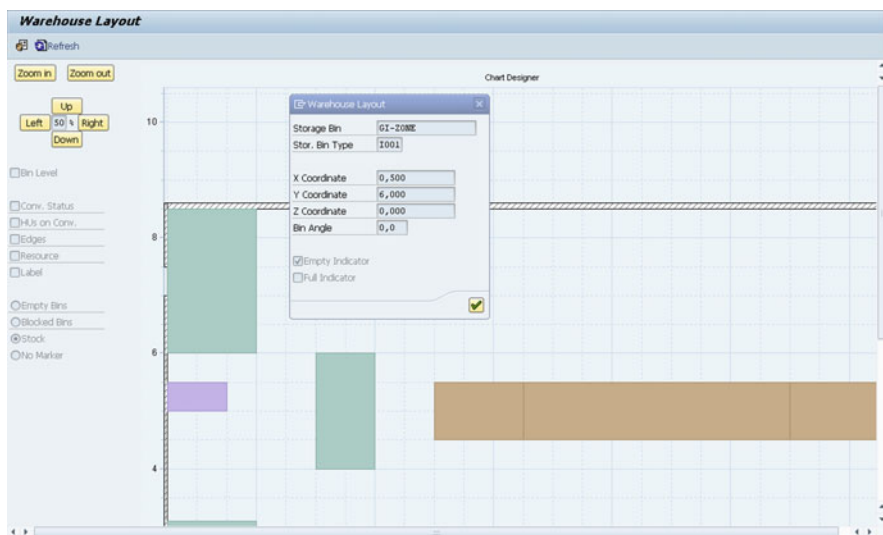 Warehouse Layout
Refresh
Zoom in Zoom out
Chart Designer
Up
Left 50 % Right
Down
Bin Level
Conv. Status
HUs on Conv.
Edges
Resource
Label
Empty Bins
Blocked Bins
Stock
No Marker
10
8
6
4
Warehouse Layout
Storage Bin GI-ZONE
Stor. Bin Type I001
X Coordinate 0,500
Y Coordinate 6,000
Z Coordinate 0,000
Bin Angle 0,0
Empty Indicator
Full Indicator